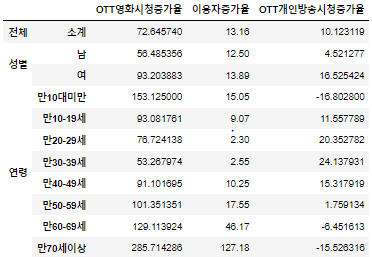 OTT영화시청증가율 이용자증가율 OTT개인방송시청증가율
전체 소계 72.645740 13.16 10.123119
성별 남 56.485356 12.50 4.521277
여 93.203883 13.89 16.525424
연령 만10대미만 153.125000 15.05 -16.802800
만10-19세 93.081761 9.07 11.557789
만20-29세 76.724138 2.30 20.352782
만30-39세 53.267974 2.55 24.137931
만40-49세 91.101695 10.25 15.317919
만50-59세 101.351351 17.55 1.759134
만60-69세 129.113924 46.17 -6.451613
만70세이상 285.714286 127.18 -15.526316